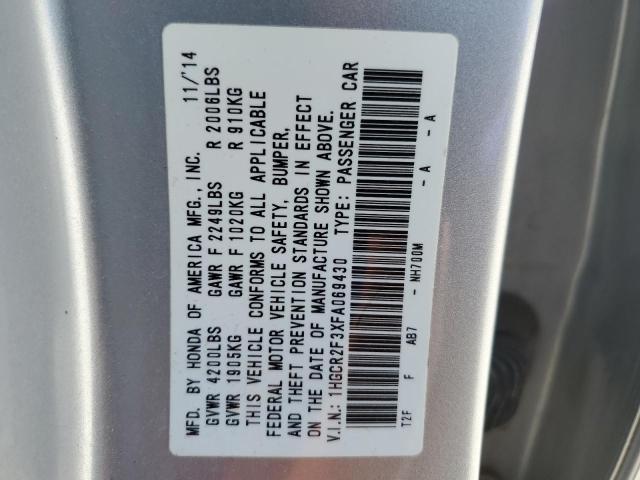 MFD. BY HONDA OF AMERICA MFG., INC. 11/'14
GVWR 4200LBS GAWR F 2249LBS R 2006LBS
GVWR 1905KG GAWR F 1020KG R 910KG
THIS VEHICLE CONFORMS TO ALL APPLICABLE
FEDERAL MOTOR VEHICLE SAFETY, BUMPER,
AND THEFT PREVENTION STANDARDS IN EFFECT
ON THE DATE OF MANUFACTURE SHOWN ABOVE.
V.I.N.: 1HGCR2F3XFA069430 TYPE: PASSENGER CAR
T2F F AB7 - NH700M - A - A